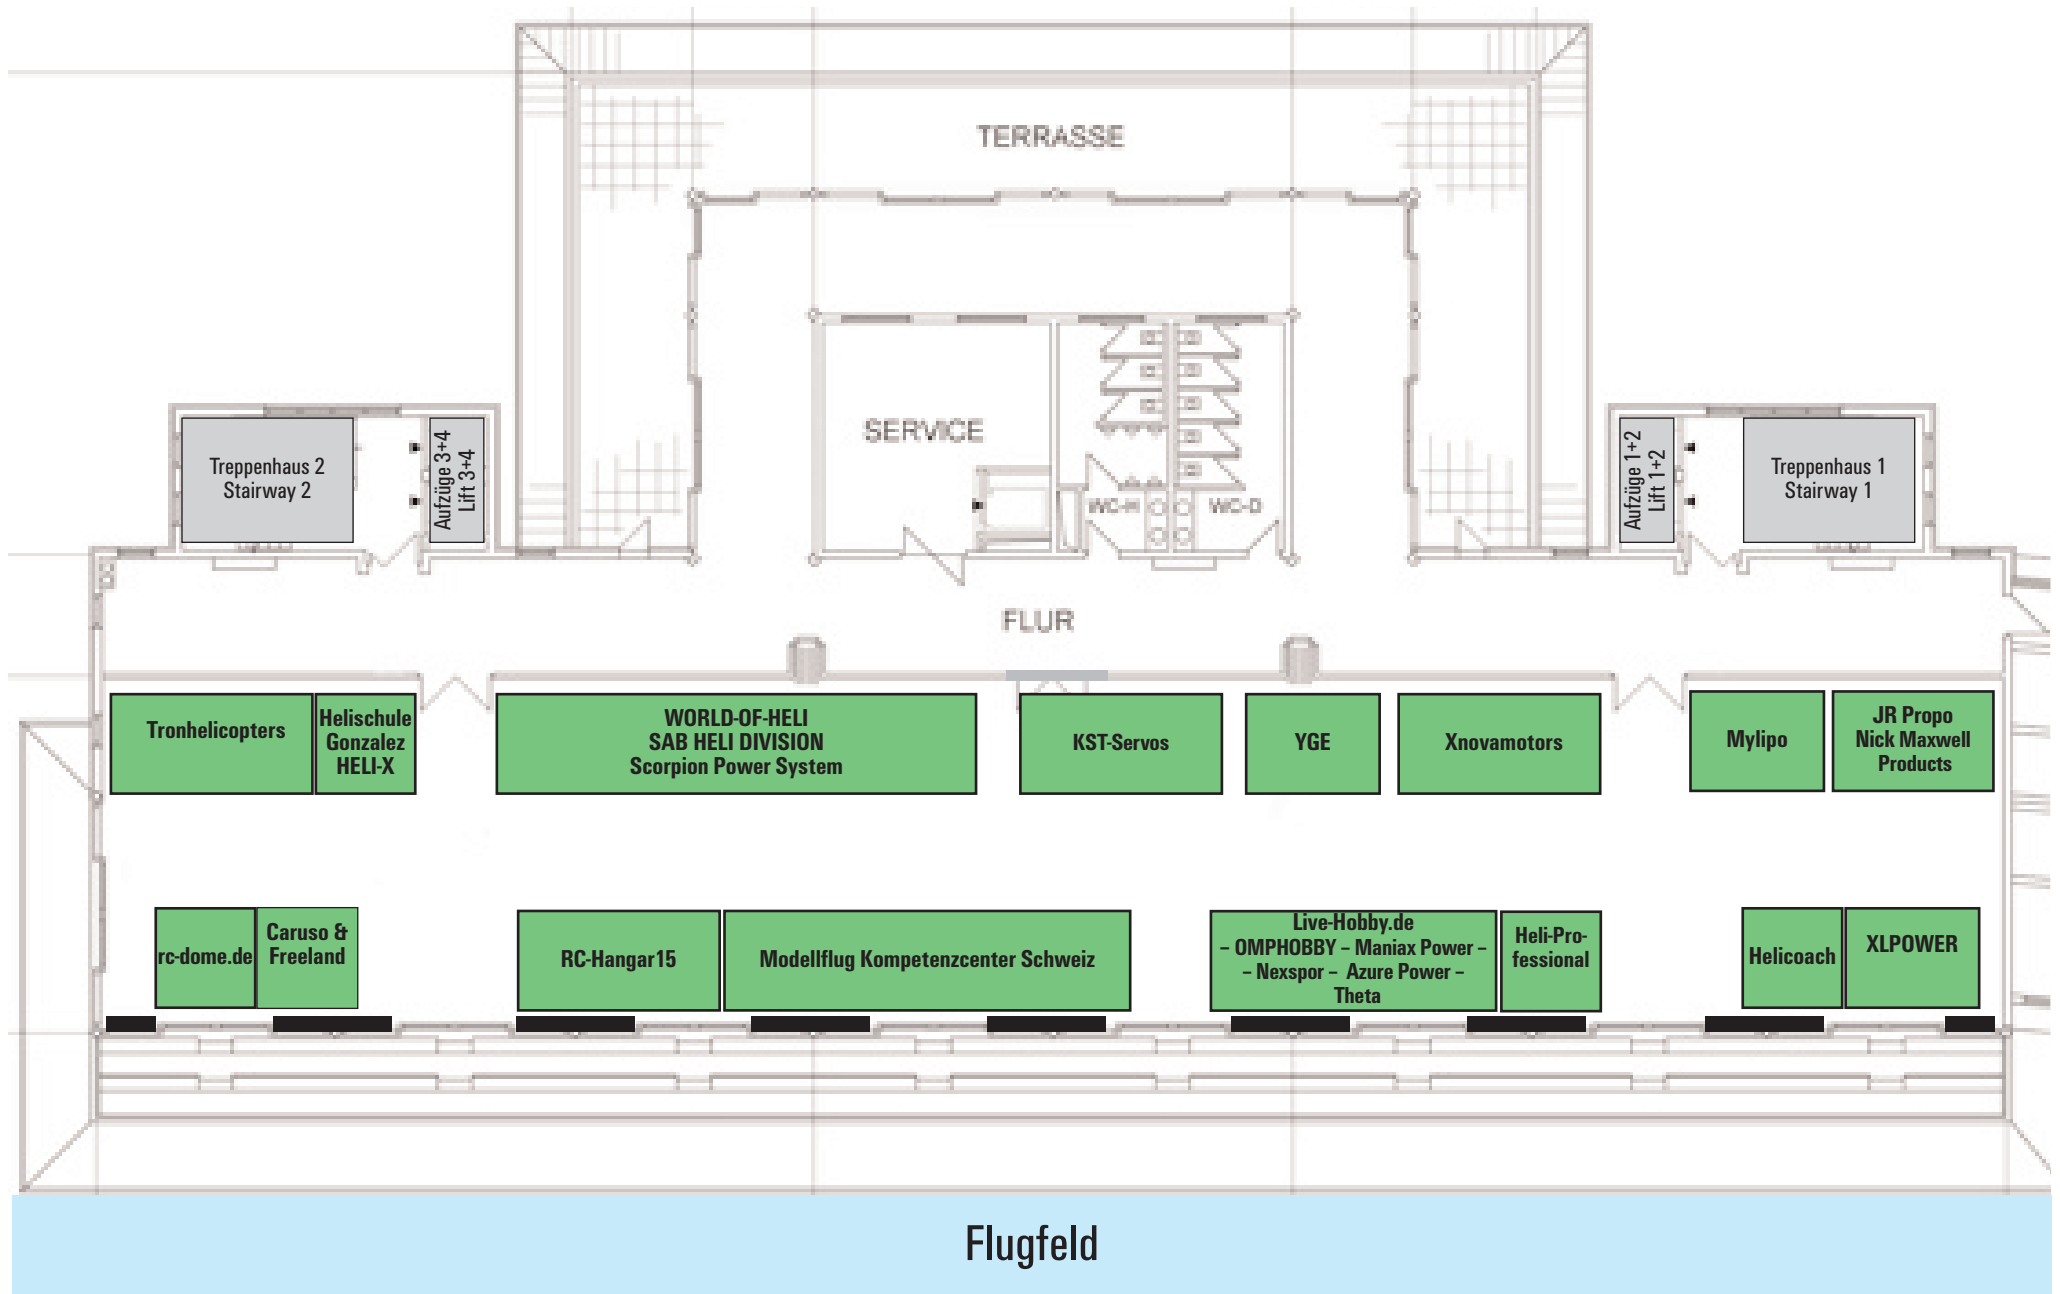 TERRASSE
SERVICE
WC-H
WC-D
Treppenhaus 2
Stairway 2
Aufzüge 3+4
Lift 3+4
Aufzüge 1+2
Lift 1+2
Treppenhaus 1
Stairway 1
FLUR
Tronhelicopters
Helischule
Gonzalez
HELI-X
WORLD-OF-HELI
SAB HELI DIVISION
Scorpion Power System
KST-Servos
YGE
Xnovamotors
Mylipo
JR Propo
Nick Maxwell
Products
rc-dome.de
Caruso &
Freeland
RC-Hangar15
Modellflug Kompetenzcenter Schweiz
Live-Hobby.de
– OMPHOBBY – Maniax Power –
– Nexspor – Azure Power –
Theta
Heli-Pro-
fessional
Helicoach
XLPOWER
Flugfeld